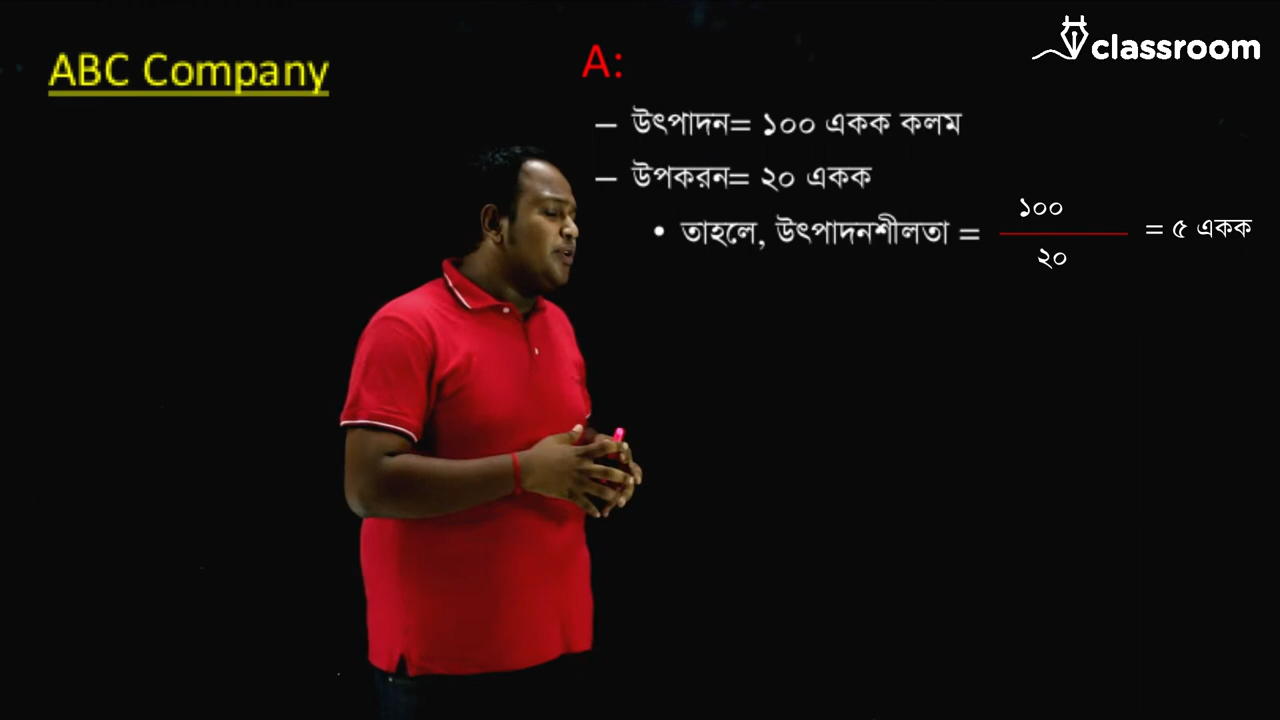 ABC Company
A:
classroom
– উৎপাদন= ১০০ একক কলম
– উপকরন= ২০ একক
• তাহলে, উৎপাদনশীলতা = ১০০ / ২০ = ৫ একক